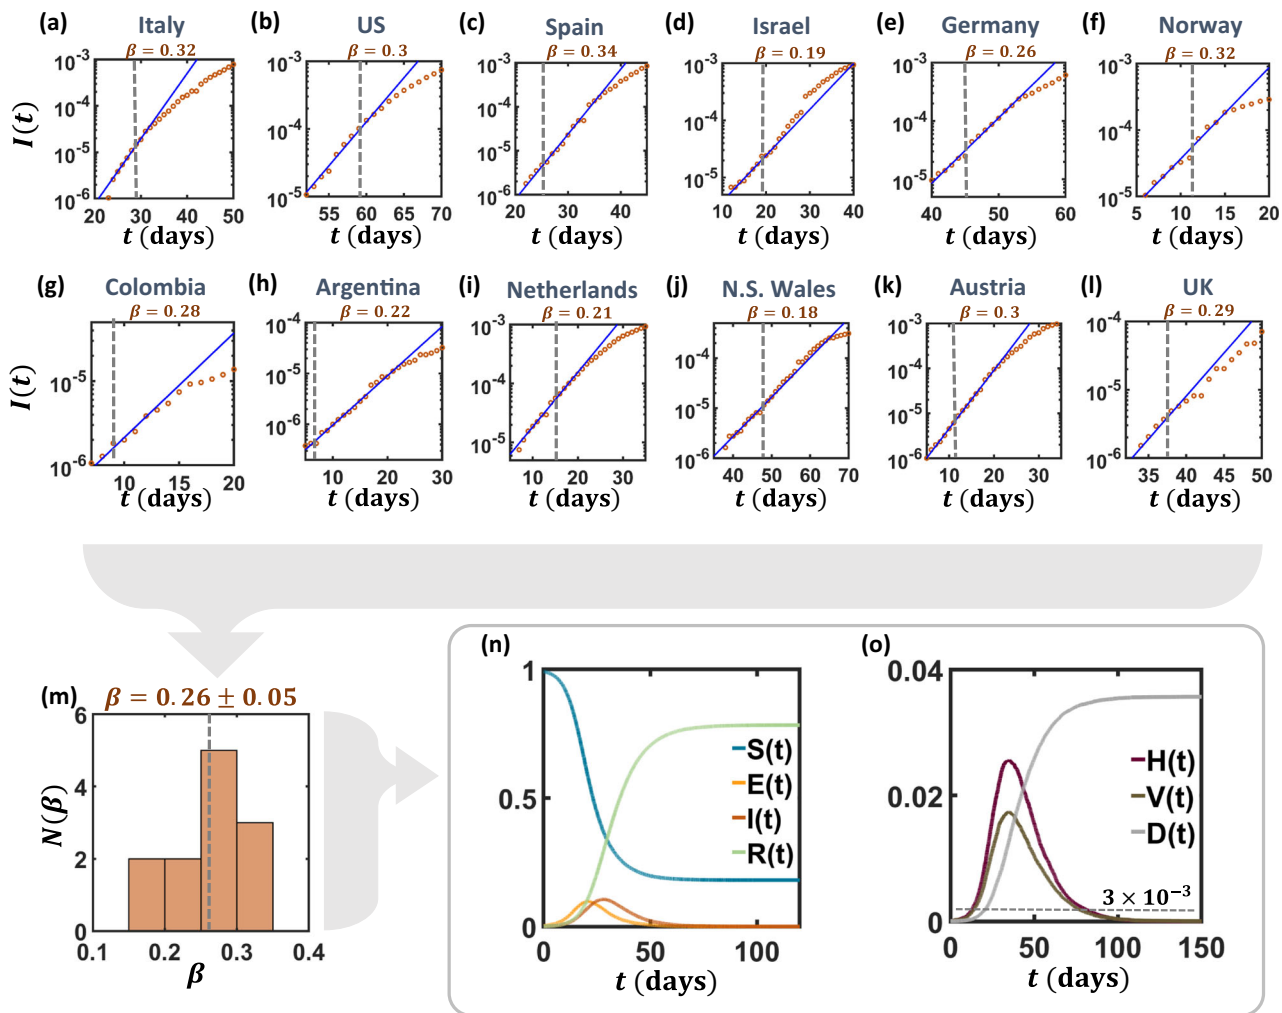 (a) Italy (b) US (c) Spain (d) Israel (e) Germany (f) Norway
β = 0.32 β = 0.3 β = 0.34 β = 0.19 β = 0.26 β = 0.32
I(t)
10⁻³ 10⁻⁴ 10⁻⁵ 10⁻⁶
20 30 40 50
t (days)
10⁻³ 10⁻⁴ 10⁻⁵
55 60 65 70
t (days)
10⁻³ 10⁻⁴ 10⁻⁵ 10⁻⁶
20 30 40
t (days)
10⁻³ 10⁻⁴ 10⁻⁵
10 20 30 40
t (days)
10⁻³ 10⁻⁴ 10⁻⁵
40 50 60
t (days)
10⁻³ 10⁻⁴ 10⁻⁵
5 10 15 20
t (days)
(g) Colombia (h) Argentina (i) Netherlands (j) N.S. Wales (k) Austria (l) UK
β = 0.28 β = 0.22 β = 0.21 β = 0.18 β = 0.3 β = 0.29
I(t)
10⁻⁵ 10⁻⁶
10 15 20
t (days)
10⁻⁴ 10⁻⁵ 10⁻⁶
10 20 30
t (days)
10⁻³ 10⁻⁴ 10⁻⁵
10 20 30
t (days)
10⁻⁴ 10⁻⁵ 10⁻⁶
40 50 60 70
t (days)
10⁻³ 10⁻⁴ 10⁻⁵ 10⁻⁶
10 20 30
t (days)
10⁻⁴ 10⁻⁵ 10⁻⁶
35 40 45 50
t (days)
(m) β = 0.26 ± 0.05
N(β)
6
4
2
0
0.1 0.2 0.3 0.4
β
(n)
1
0.5
0
S(t)
E(t)
I(t)
R(t)
0 50 100
t (days)
(o)
0.04
0.02
0
H(t)
V(t)
D(t)
3 × 10⁻³
0 50 100 150
t (days)